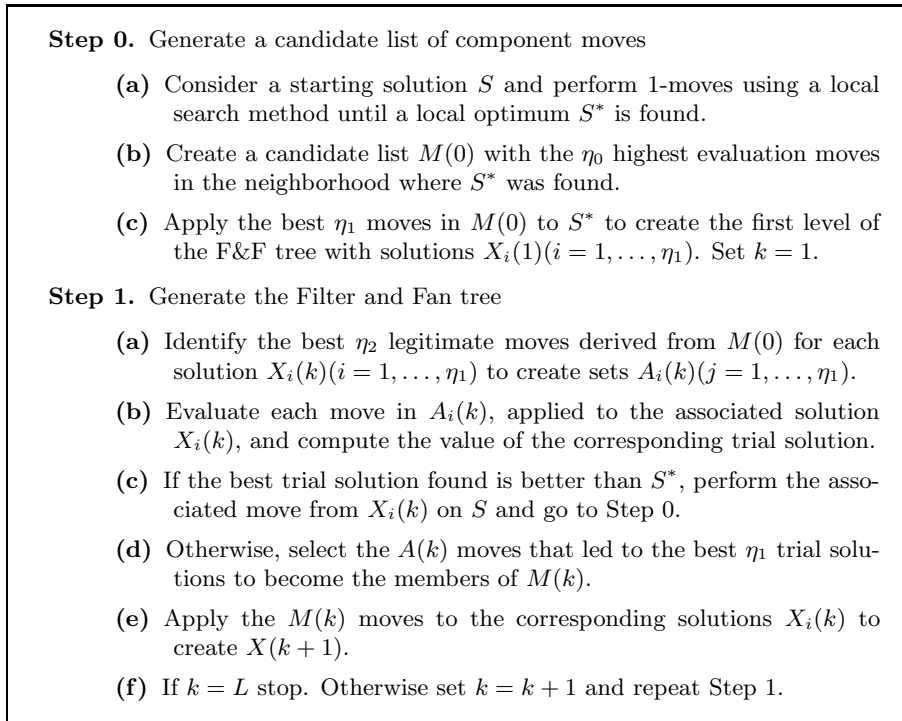 Step 0. Generate a candidate list of component moves
(a) Consider a starting solution S and perform 1-moves using a local
search method until a local optimum S* is found.
(b) Create a candidate list M(0) with the η₀ highest evaluation moves
in the neighborhood where S* was found.
(c) Apply the best η₁ moves in M(0) to S* to create the first level of
the F&F tree with solutions Xᵢ(1)(i = 1, . . . , η₁). Set k = 1.
Step 1. Generate the Filter and Fan tree
(a) Identify the best η₂ legitimate moves derived from M(0) for each
solution Xᵢ(k)(i = 1, . . . , η₁) to create sets Aᵢ(k)(j = 1, . . . , η₁).
(b) Evaluate each move in Aᵢ(k), applied to the associated solution
Xᵢ(k), and compute the value of the corresponding trial solution.
(c) If the best trial solution found is better than S*, perform the asso-
ciated move from Xᵢ(k) on S and go to Step 0.
(d) Otherwise, select the A(k) moves that led to the best η₁ trial solu-
tions to become the members of M(k).
(e) Apply the M(k) moves to the corresponding solutions Xᵢ(k) to
create X(k + 1).
(f) If k = L stop. Otherwise set k = k + 1 and repeat Step 1.